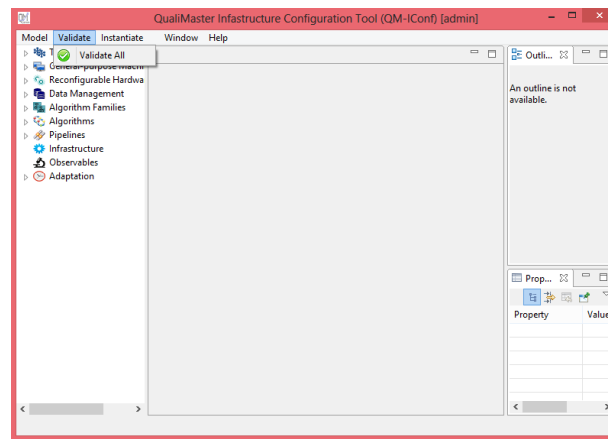 QualiMaster Infastructure Configuration Tool (QM-IConf) [admin]
Model Validate Instantiate Window Help
Validate All
Outli...
An outline is not
available.
T
General-purpose Machi
Reconfigurable Hardwa
Data Management
Algorithm Families
Algorithms
Pipelines
Infrastructure
Observables
Adaptation
Prop...
Property Value